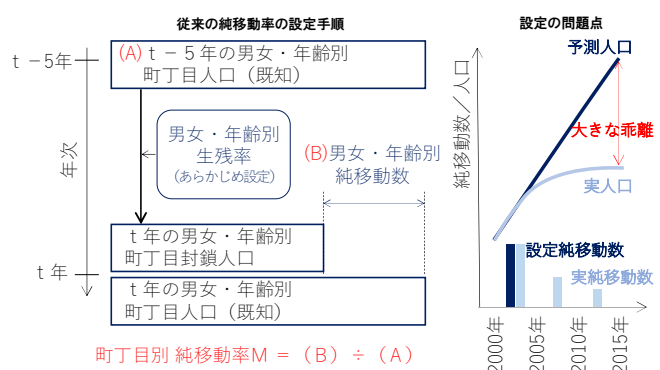 従来の純移動率の設定手順
t－5年
(A) t－5年の男女・年齢別
町丁目人口（既知）
年次
男女・年齢別
生残率
(あらかじめ設定)
(B)男女・年齢別
純移動数
t年の男女・年齢別
町丁目封鎖人口
t年
t年の男女・年齢別
町丁目人口（既知）
町丁目別 純移動率M ＝（B）÷（A）
設定の問題点
純移動数／人口
予測人口
大きな乖離
実人口
設定純移動数
実純移動数
2000年
2005年
2010年
2015年